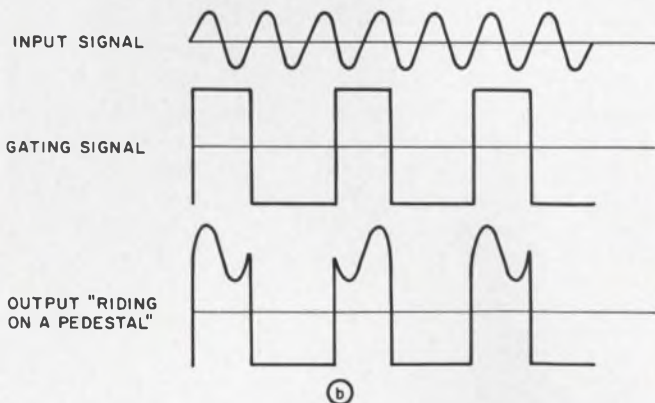 INPUT SIGNAL
GATING SIGNAL
OUTPUT "RIDING
ON A PEDESTAL"
b